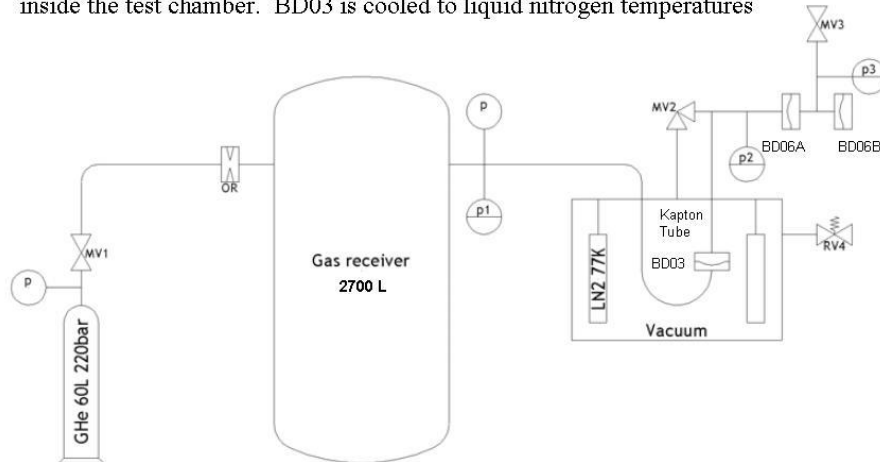 inside the test chamber. BD03 is cooled to liquid nitrogen temperatures
MV3
p3
P
MV2
BD06A
BD06B
p2
OR
p1
Kapton
Tube
MV1
Gas receiver
2700 L
BD03
LN2 77K
RV4
P
Vacuum
GHe 60L 220bar